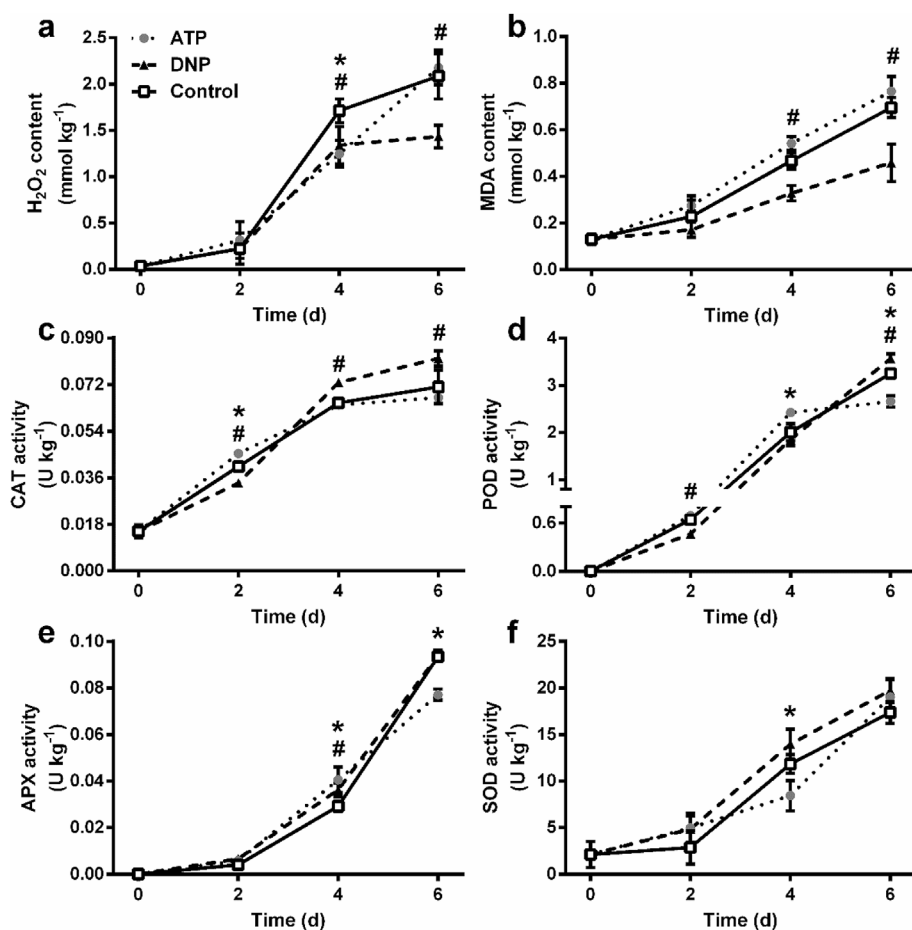 a
ATP
DNP
Control
*
#
#
H₂O₂ content
(mmol kg⁻¹)
2.5
2.0
1.5
1.0
0.5
0.0
0 2 4 6
Time (d)
b
#
#
MDA content
(mmol kg⁻¹)
1.0
0.8
0.6
0.4
0.2
0.0
0 2 4 6
Time (d)
c
*
#
#
#
CAT activity
(U kg⁻¹)
0.090
0.072
0.054
0.036
0.018
0.000
0 2 4 6
Time (d)
d
#
*
*
#
POD activity
(U kg⁻¹)
4
3
2
1
0.6
0.0
0 2 4 6
Time (d)
e
*
#
*
APX activity
(U kg⁻¹)
0.10
0.08
0.06
0.04
0.02
0.00
0 2 4 6
Time (d)
f
*
SOD activity
(U kg⁻¹)
25
20
15
10
5
0
0 2 4 6
Time (d)